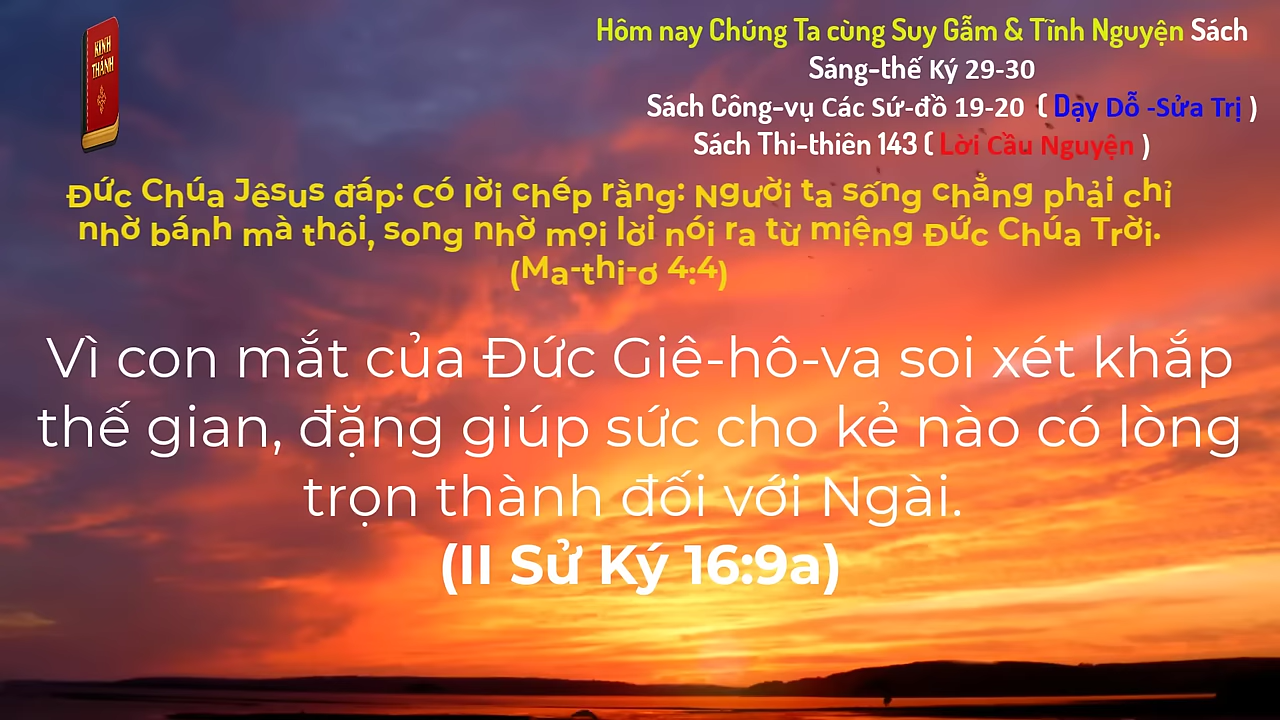 KINH
THÁNH
Hôm nay Chúng Ta cùng Suy Gẫm & Tĩnh Nguyện Sách
Sáng-thế Ký 29-30
Sách Công-vụ Các Sứ-đồ 19-20 ( Dạy Dỗ -Sửa Trị )
Sách Thi-thiên 143 ( Lời Cầu Nguyện )
Đức Chúa Jêsus đáp: Có lời chép rằng: Người ta sống chẳng phải chỉ
nhờ bánh mà thôi, song nhờ mọi lời nói ra từ miệng Đức Chúa Trời.
(Ma-thi-ơ 4:4)
Vì con mắt của Đức Giê-hô-va soi xét khắp
thế gian, đặng giúp sức cho kẻ nào có lòng
trọn thành đối với Ngài.
(II Sử Ký 16:9a)